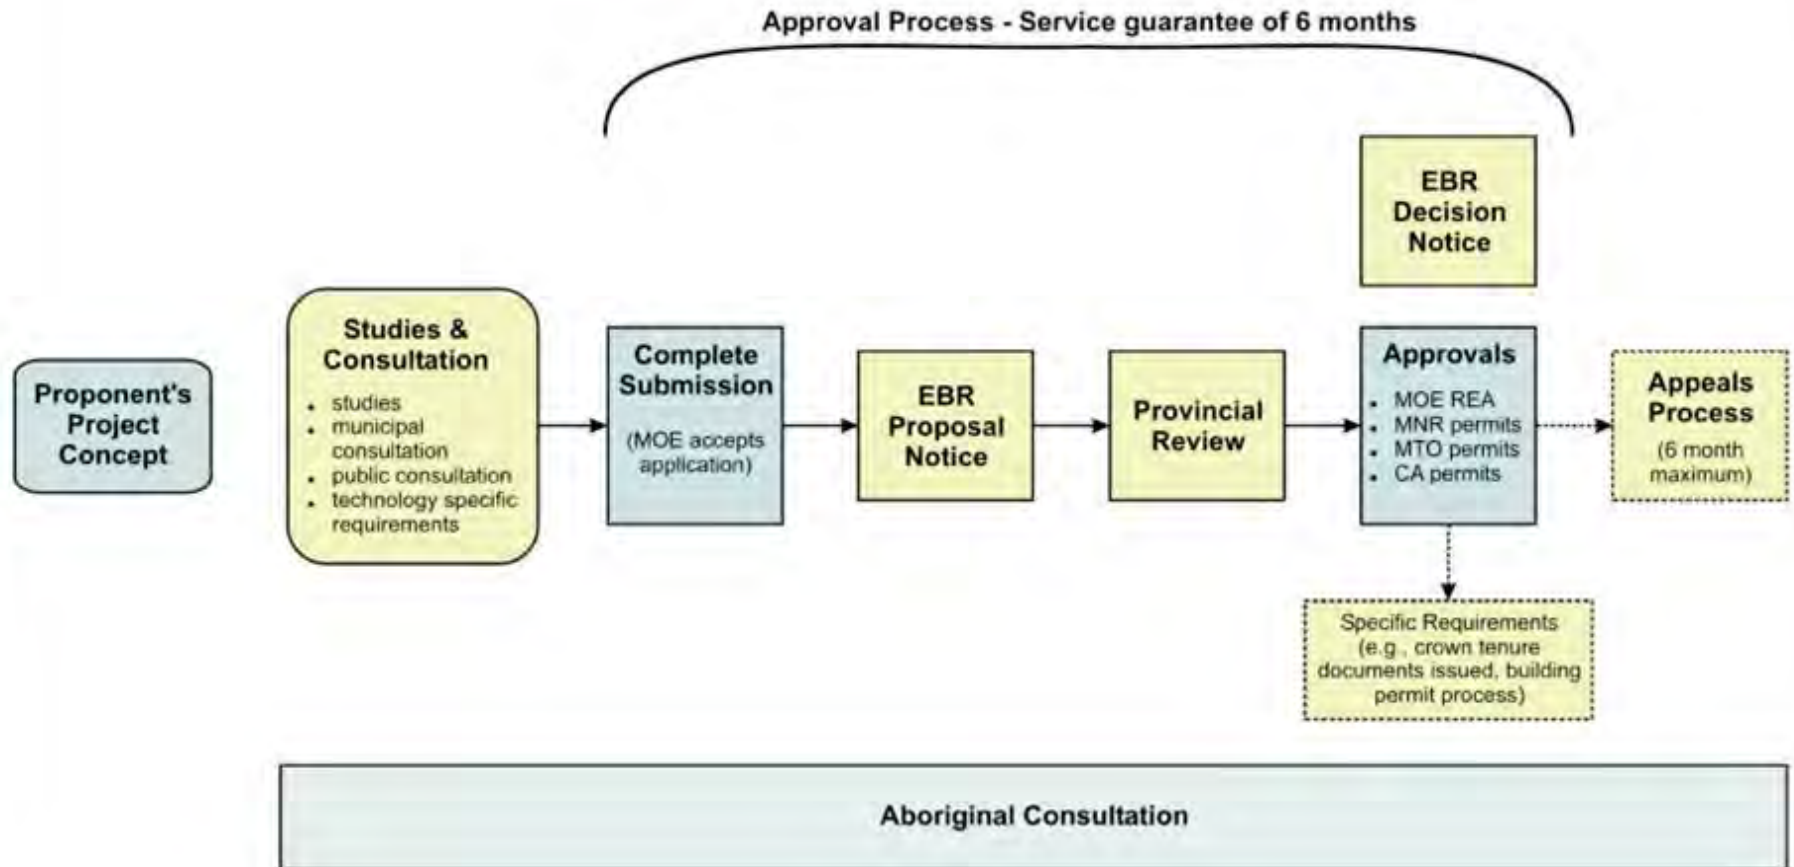 Approval Process - Service guarantee of 6 months
EBR
Decision
Notice
Proponent's
Project
Concept
Studies &
Consultation
• studies
• municipal
consultation
• public consultation
• technology specific
requirements
Complete
Submission
(MOE accepts
application)
EBR
Proposal
Notice
Provincial
Review
Approvals
• MOE REA
• MNR permits
• MTO permits
• CA permits
Appeals
Process
(6 month
maximum)
Specific Requirements
(e.g., crown tenure
documents issued, building
permit process)
Aboriginal Consultation